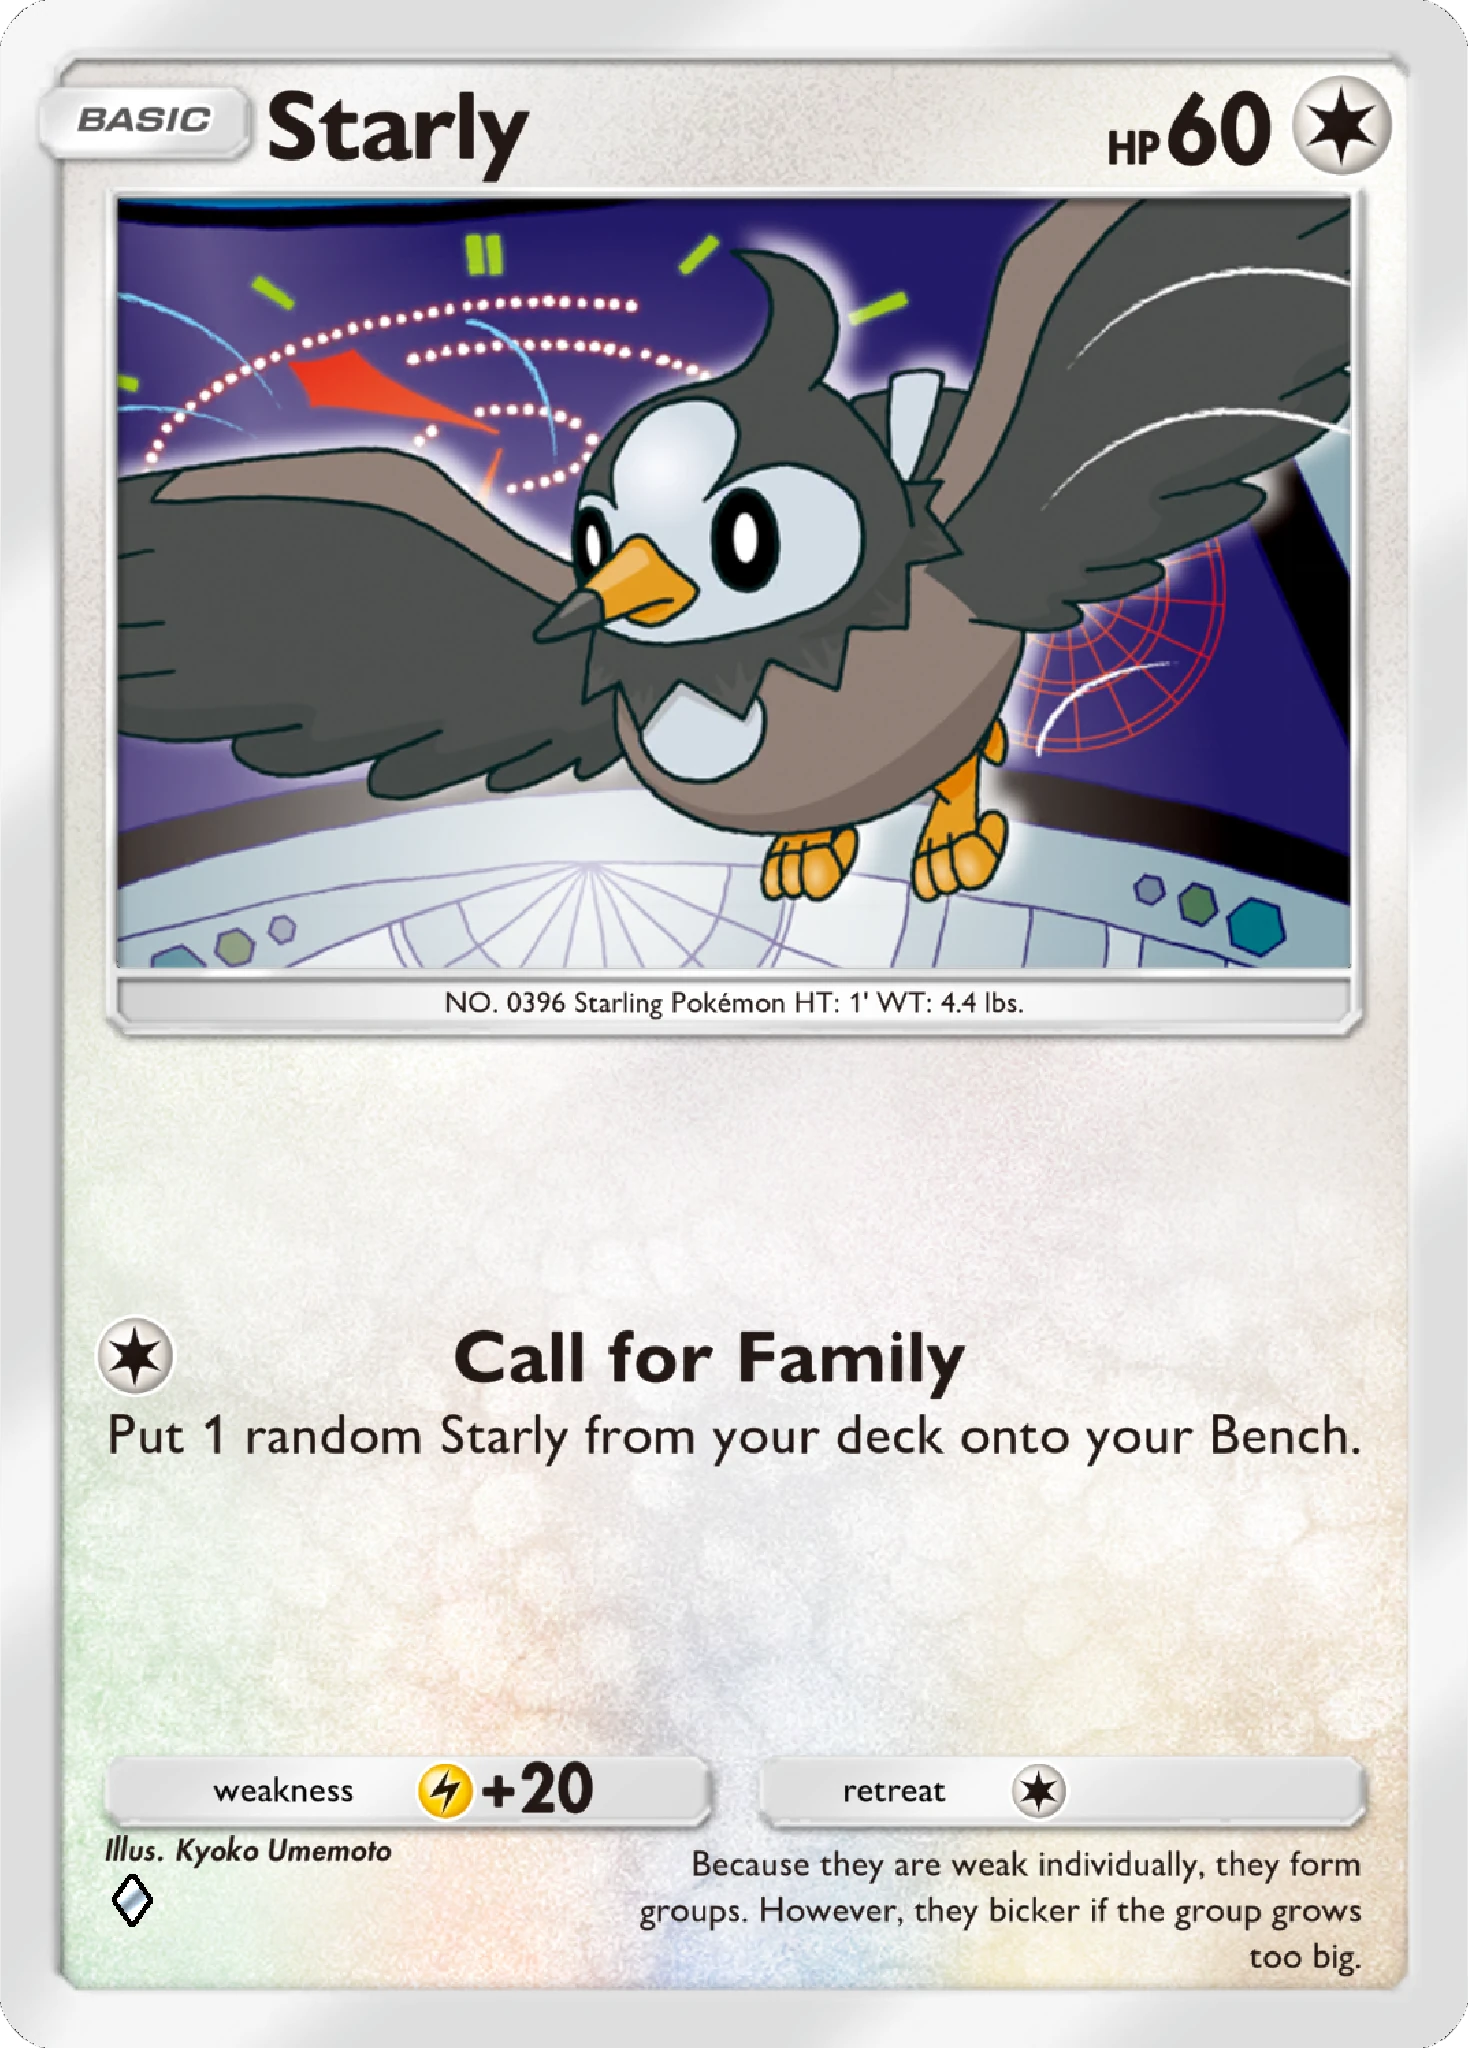 BASIC Starly HP 60
NO. 0396 Starling Pokémon HT: 1' WT: 4.4 lbs.
Call for Family
Put 1 random Starly from your deck onto your Bench.
weakness +20 retreat
Illus. Kyoko Umemoto
Because they are weak individually, they form
groups. However, they bicker if the group grows
too big.